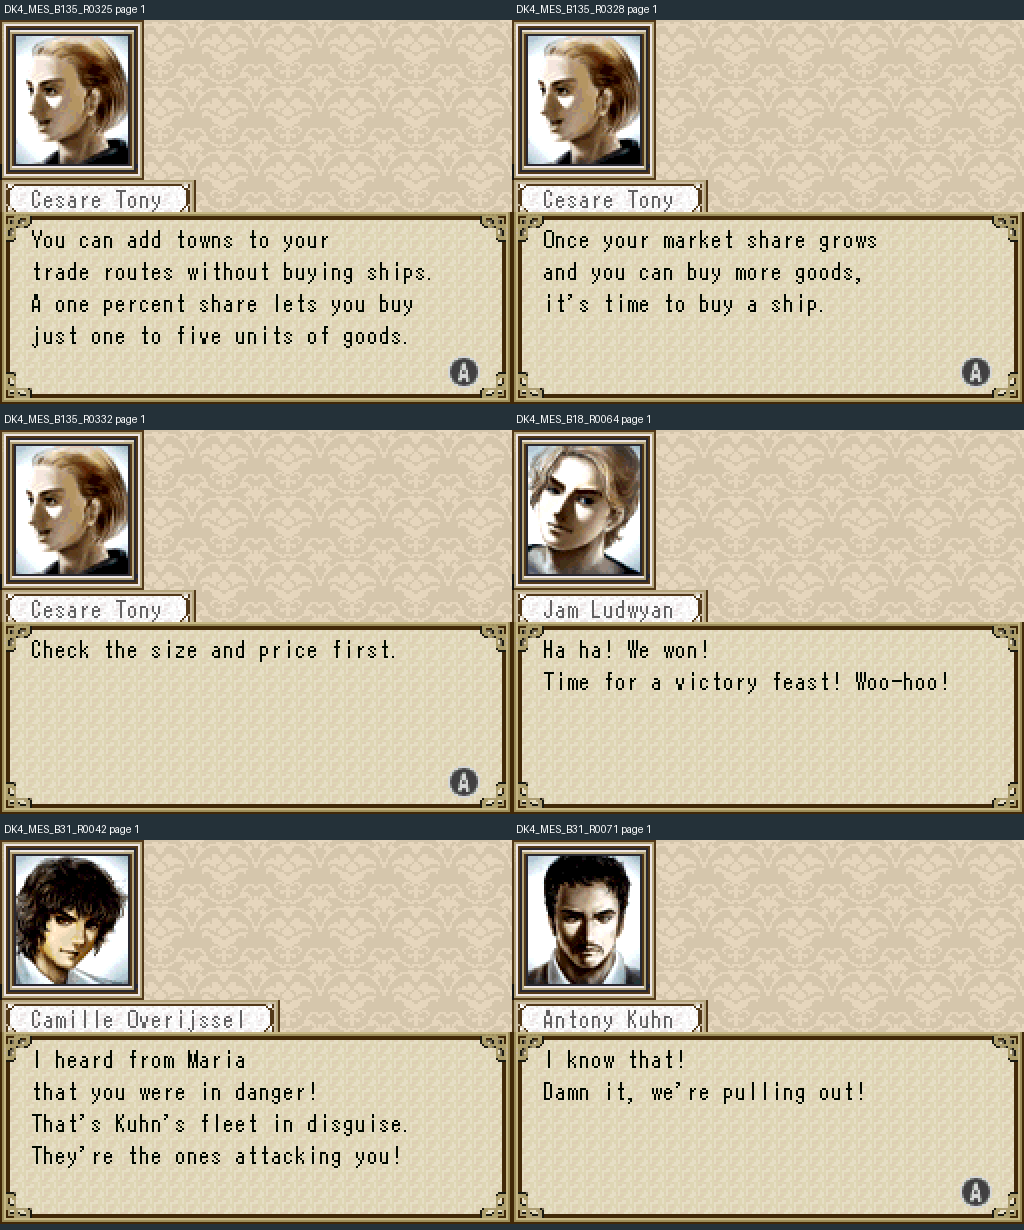 DK4_MES_B135_R0325 page 1
Cesare Tony
You can add towns to your
trade routes without buying ships.
A one percent share lets you buy
just one to five units of goods.
A
DK4_MES_B135_R0328 page 1
Cesare Tony
Once your market share grows
and you can buy more goods,
it's time to buy a ship.
A
DK4_MES_B135_R0332 page 1
Cesare Tony
Check the size and price first.
A
DK4_MES_B18_R0064 page 1
Jam Ludwyan
Ha ha! We won!
Time for a victory feast! Woo-hoo!
DK4_MES_B31_R0042 page 1
Camille Overijssel
I heard from Maria
that you were in danger!
That's Kuhn's fleet in disguise.
They're the ones attacking you!
DK4_MES_B31_R0071 page 1
Antony Kuhn
I know that!
Damn it, we're pulling out!
A